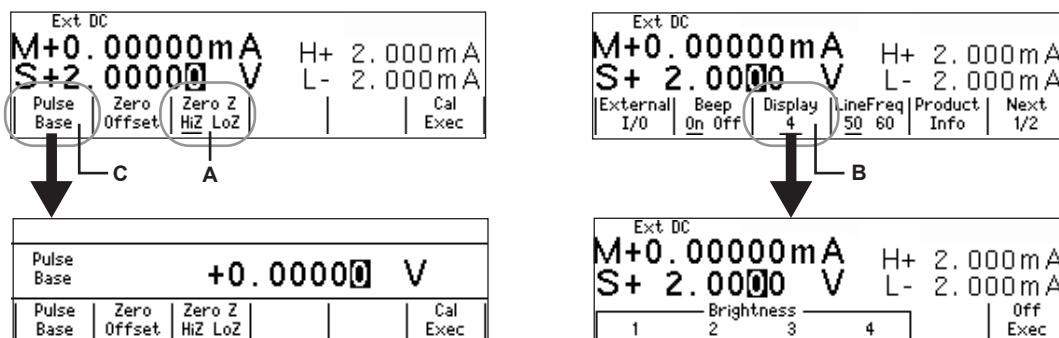 Ext DC
M+0.00000mA H+ 2.000mA
S+2.00000 V L- 2.000mA
Pulse Base Zero Offset Zero Z HiZ LoZ Cal Exec
C A
Pulse Base +0.00000 V
Pulse Base Zero Offset Zero Z HiZ LoZ Cal Exec
Ext DC
M+0.00000mA H+ 2.000mA
S+ 2.0000 V L- 2.000mA
External I/O Beep On Off Display 4 LineFreq 50 60 Product Info Next 1/2
B
Ext DC
M+0.00000mA H+ 2.000mA
S+ 2.0000 V L- 2.000mA
Brightness Off
1 2 3 4 Exec